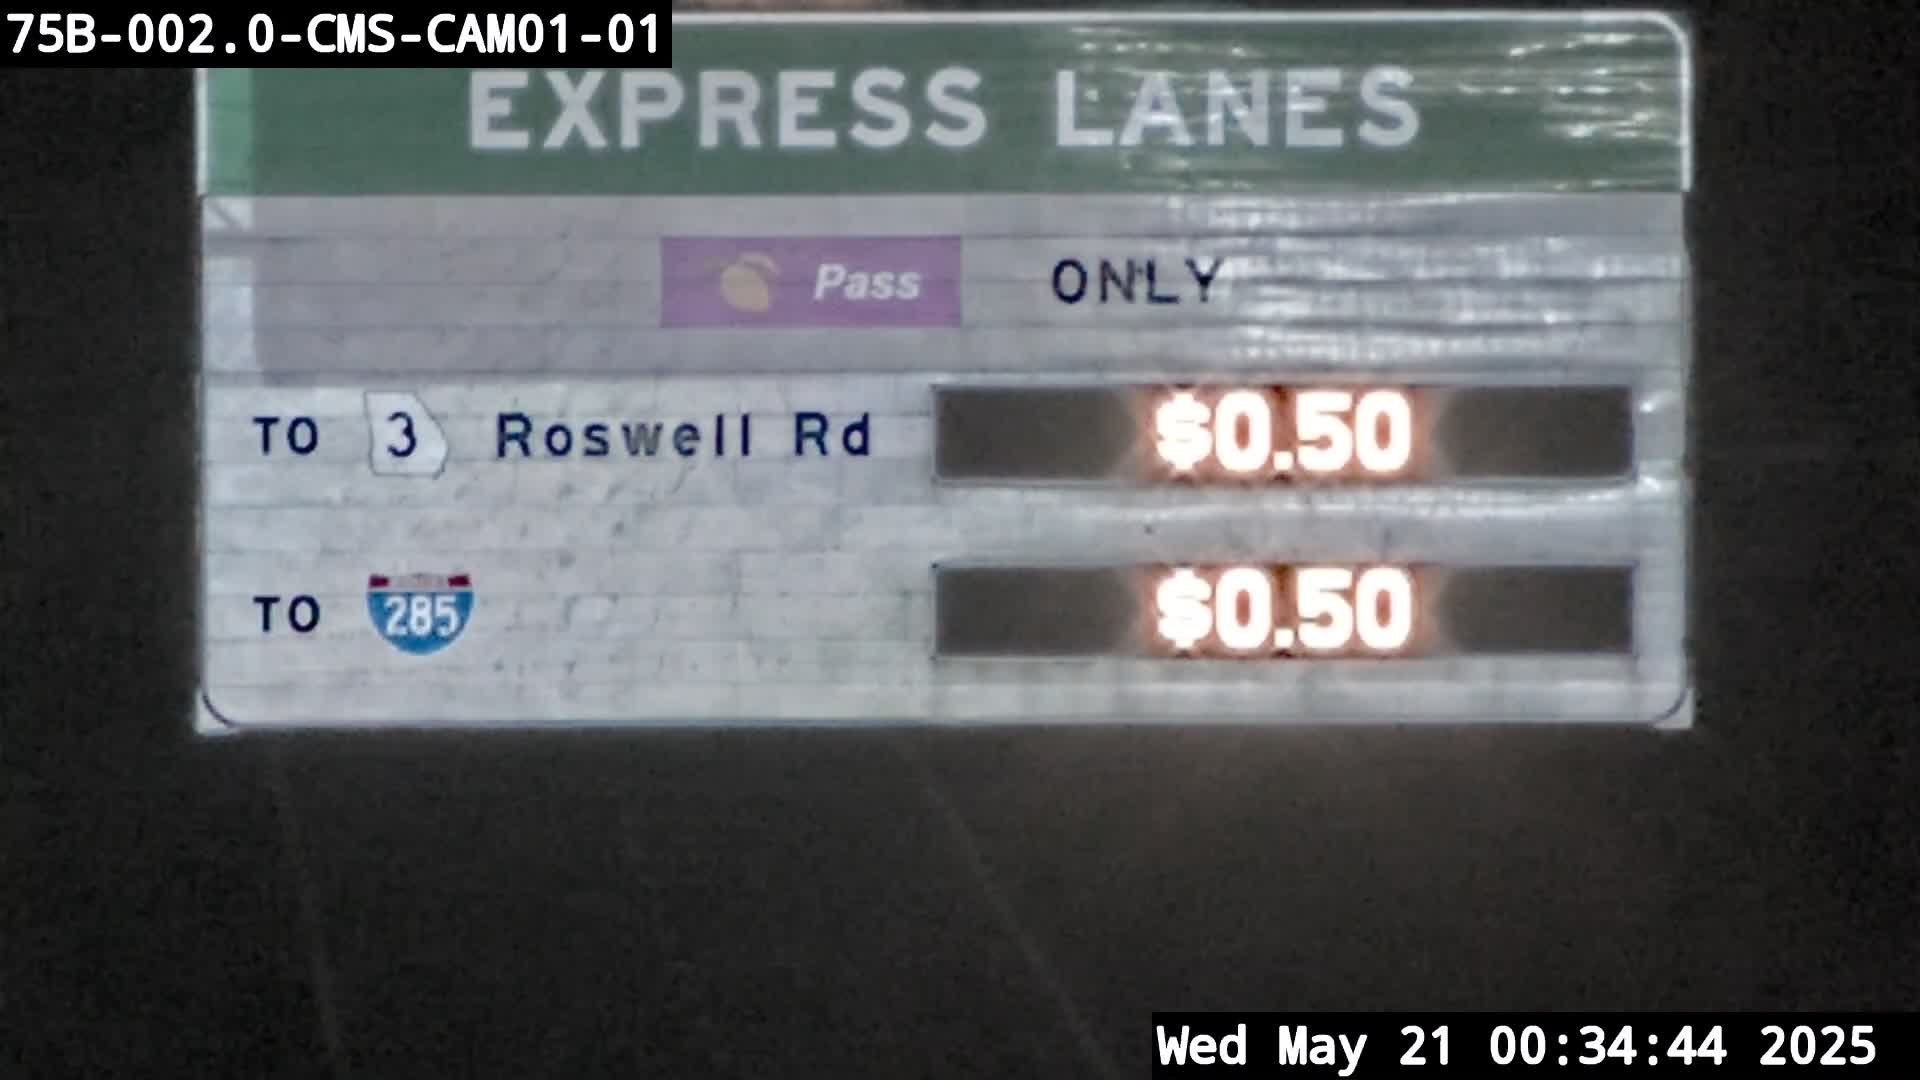 75B-002.0-CMS-CAM01-01
EXPRESS LANES
Pass ONLY
TO 3 Roswell Rd $0.50
TO 285 $0.50
Wed May 21 00:34:44 2025